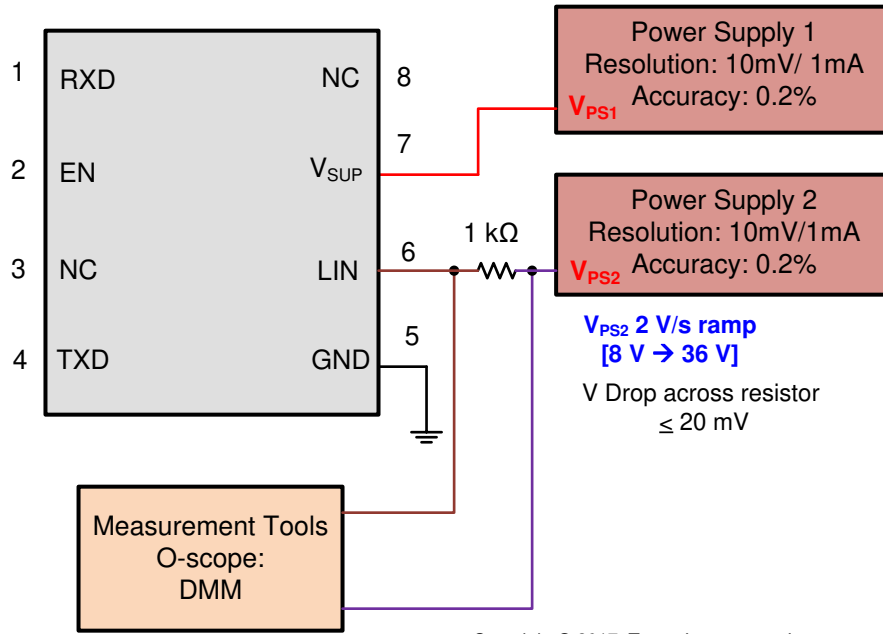 1 RXD NC 8
2 EN VSUP 7
3 NC LIN 6
4 TXD GND 5
1 kΩ
Power Supply 1
Resolution: 10mV/ 1mA
VPS1 Accuracy: 0.2%
Power Supply 2
Resolution: 10mV/1mA
VPS2 Accuracy: 0.2%
VPS2 2 V/s ramp
[8 V → 36 V]
V Drop across resistor
≤ 20 mV
Measurement Tools
O-scope:
DMM